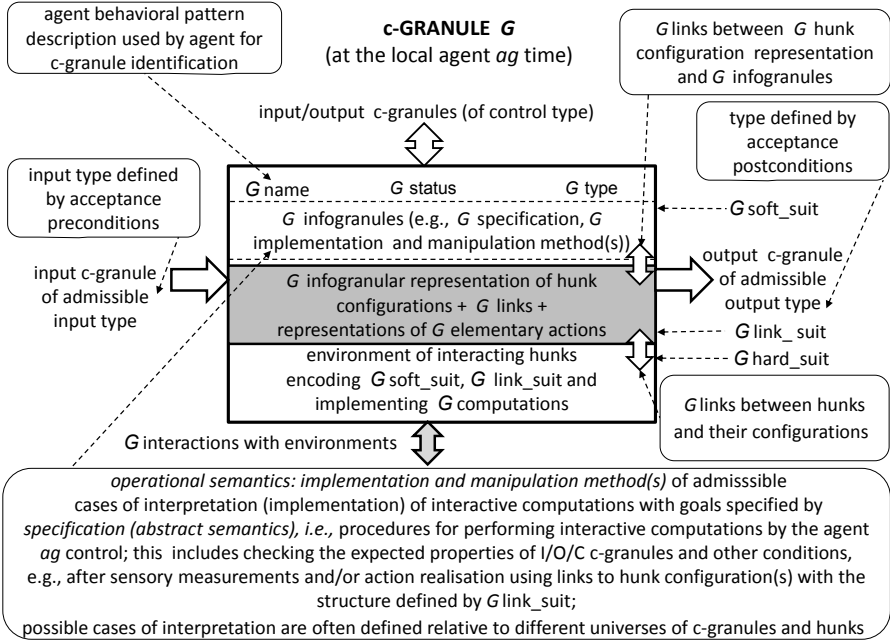 agent behavioral pattern
description used by agent for
c-granule identification
c-GRANULE G
(at the local agent ag time)
G links between G hunk
configuration representation
and G infogranules
input/output c-granules (of control type)
type defined by
acceptance
postconditions
input type defined
by acceptance
preconditions
G name G status G type
G soft_suit
G infogranules (e.g., G specification, G
implementation and manipulation method(s))
input c-granule
of admissible
input type
output c-granule
of admissible
output type
G infogranular representation of hunk
configurations + G links +
representations of G elementary actions
G link_ suit
G hard_suit
environment of interacting hunks
encoding G soft_suit, G link_suit and
implementing G computations
G links between hunks
and their configurations
G interactions with environments
operational semantics: implementation and manipulation method(s) of admisssible
cases of interpretation (implementation) of interactive computations with goals specified by
specification (abstract semantics), i.e., procedures for performing interactive computations by the agent
ag control; this includes checking the expected properties of I/O/C c-granules and other conditions,
e.g., after sensory measurements and/or action realisation using links to hunk configuration(s) with the
structure defined by G link_suit;
possible cases of interpretation are often defined relative to different universes of c-granules and hunks